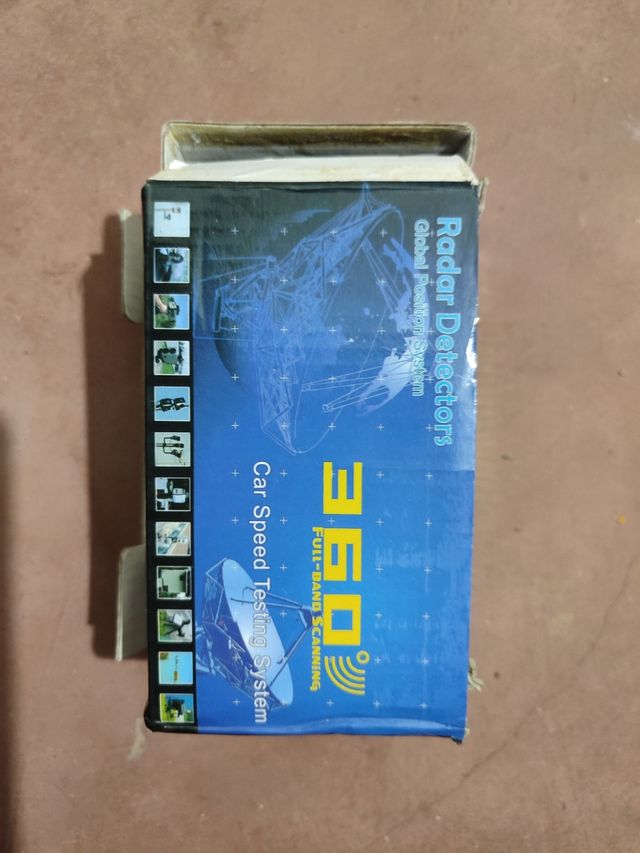 Radar Detectors
Global Position System
360°
FULL-BAND SCANNING
Car Speed Testing System